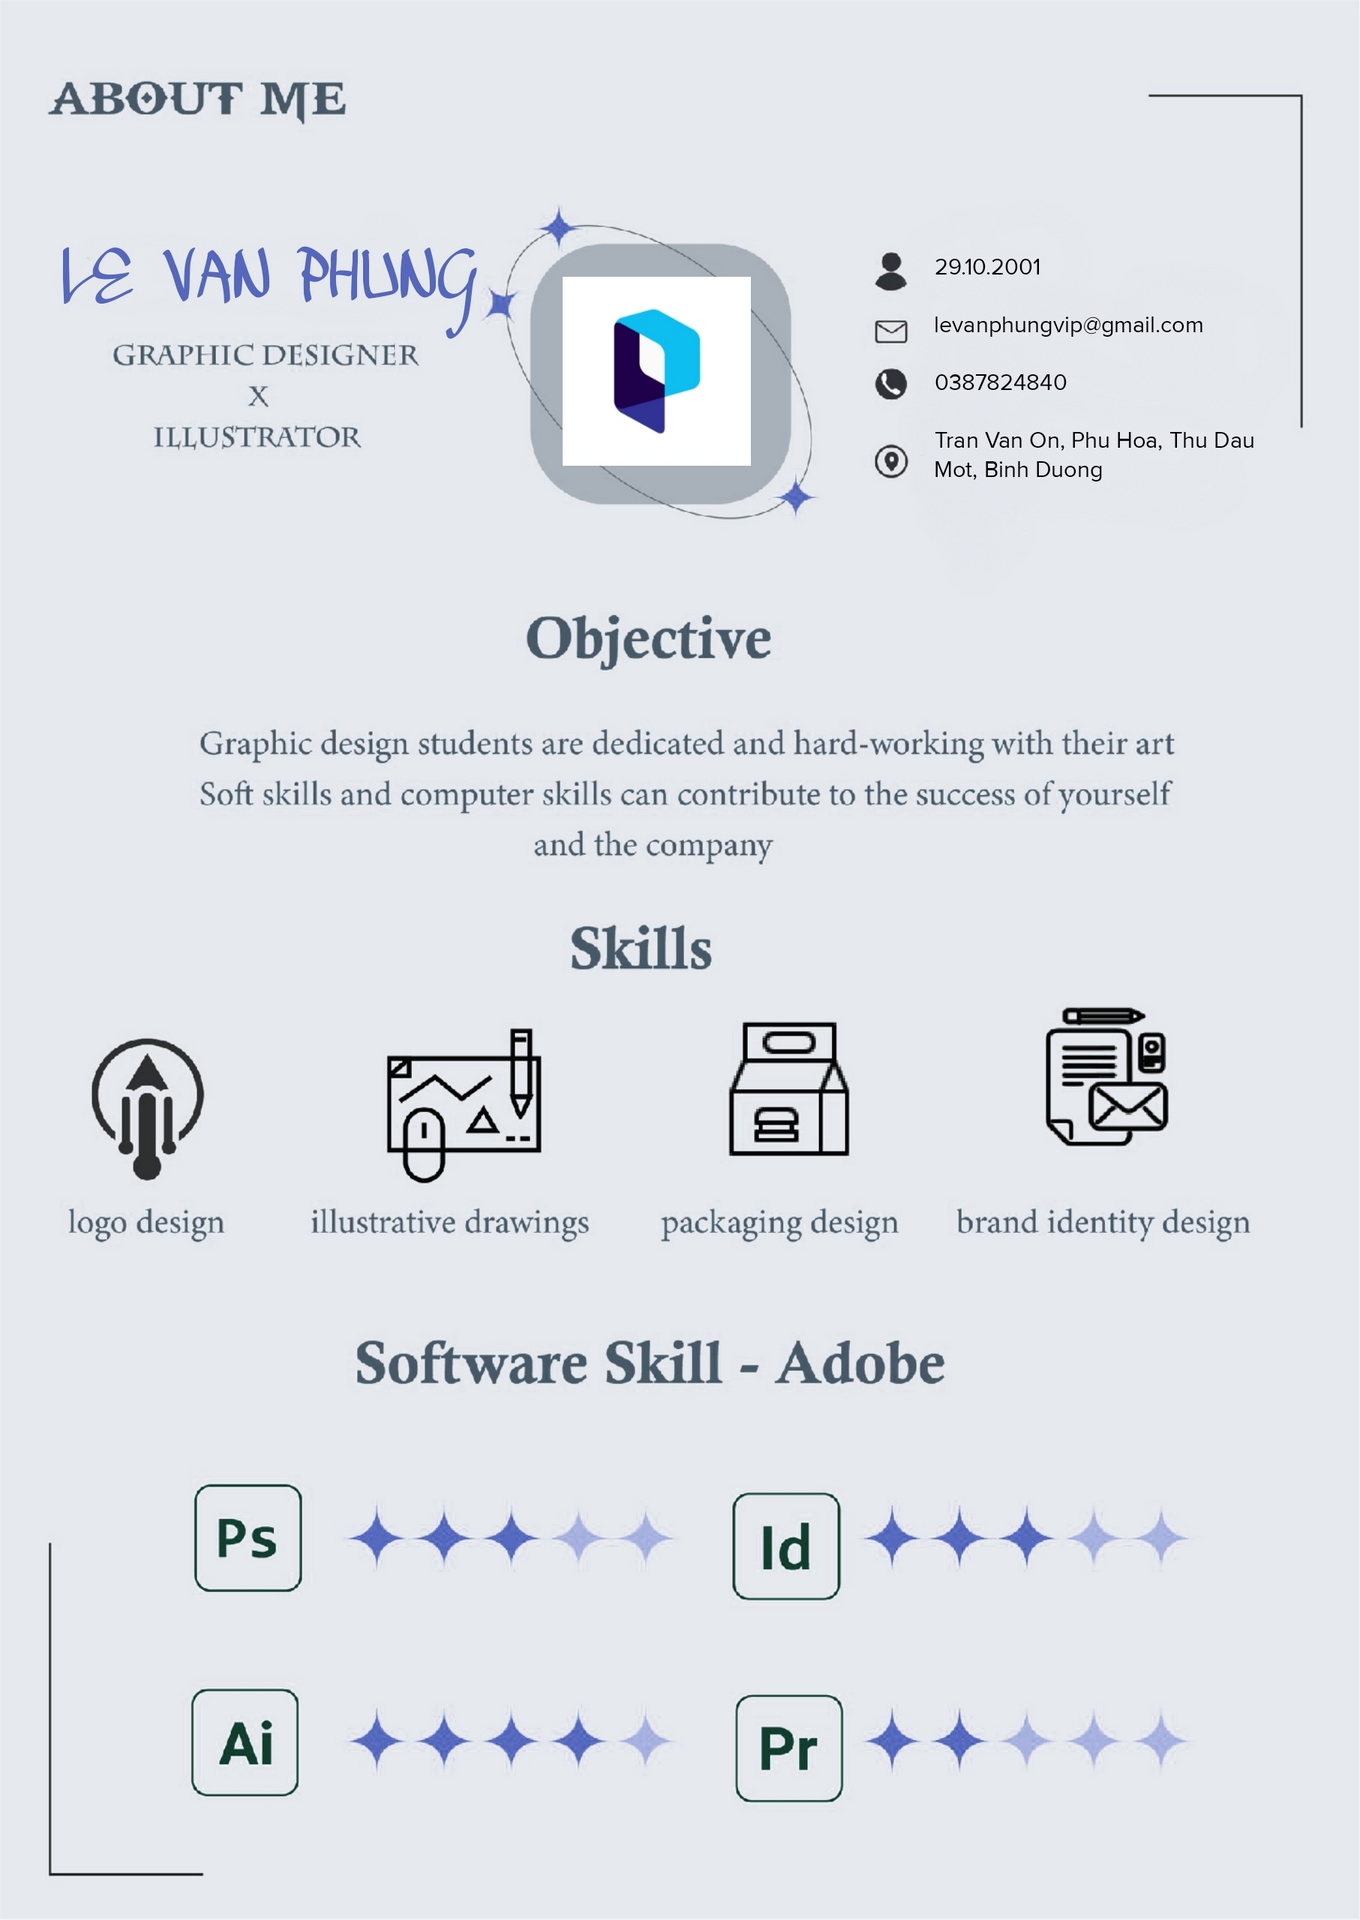 ABOUT ME
LE VAN PHUNG
GRAPHIC DESIGNER
X
ILLUSTRATOR
29.10.2001
levanphungvip@gmail.com
0387824840
Tran Van On, Phu Hoa, Thu Dau
Mot, Binh Duong
Objective
Graphic design students are dedicated and hard-working with their art
Soft skills and computer skills can contribute to the success of yourself
and the company
Skills
logo design
illustrative drawings
packaging design
brand identity design
Software Skill - Adobe
Ps
Id
Ai
Pr